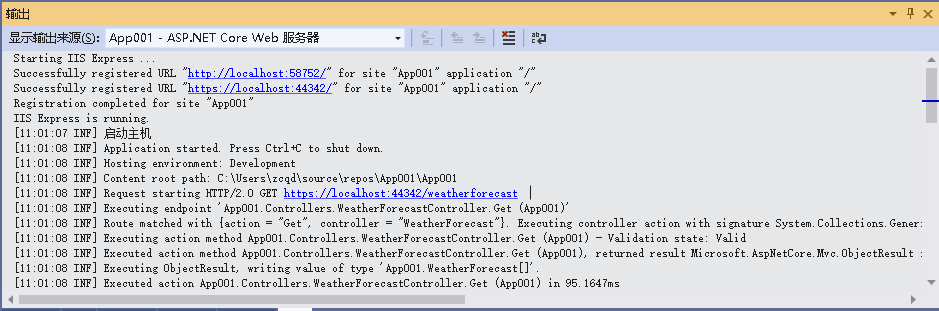 输出
显示输出来源(S): App001 - ASP.NET Core Web 服务器
Starting IIS Express ...
Successfully registered URL "http://localhost:58752/" for site "App001" application "/"
Successfully registered URL "https://localhost:44342/" for site "App001" application "/"
Registration completed for site "App001"
IIS Express is running.
[11:01:07 INF] 启动主机
[11:01:08 INF] Application started. Press Ctrl+C to shut down.
[11:01:08 INF] Hosting environment: Development
[11:01:08 INF] Content root path: C:\Users\zcqd\source\repos\App001\App001
[11:01:08 INF] Request starting HTTP/2.0 GET https://localhost:44342/weatherforecast
[11:01:08 INF] Executing endpoint 'App001.Controllers.WeatherForecastController.Get (App001)'
[11:01:08 INF] Route matched with {action = "Get", controller = "WeatherForecast"}. Executing controller action with signature System.Collections.Gener
[11:01:08 INF] Executing action method App001.Controllers.WeatherForecastController.Get (App001) - Validation state: Valid
[11:01:08 INF] Executed action method App001.Controllers.WeatherForecastController.Get (App001), returned result Microsoft.AspNetCore.Mvc.ObjectResult
[11:01:08 INF] Executing ObjectResult, writing value of type 'App001.WeatherForecast[]'.
[11:01:08 INF] Executed action App001.Controllers.WeatherForecastController.Get (App001) in 95.1647ms